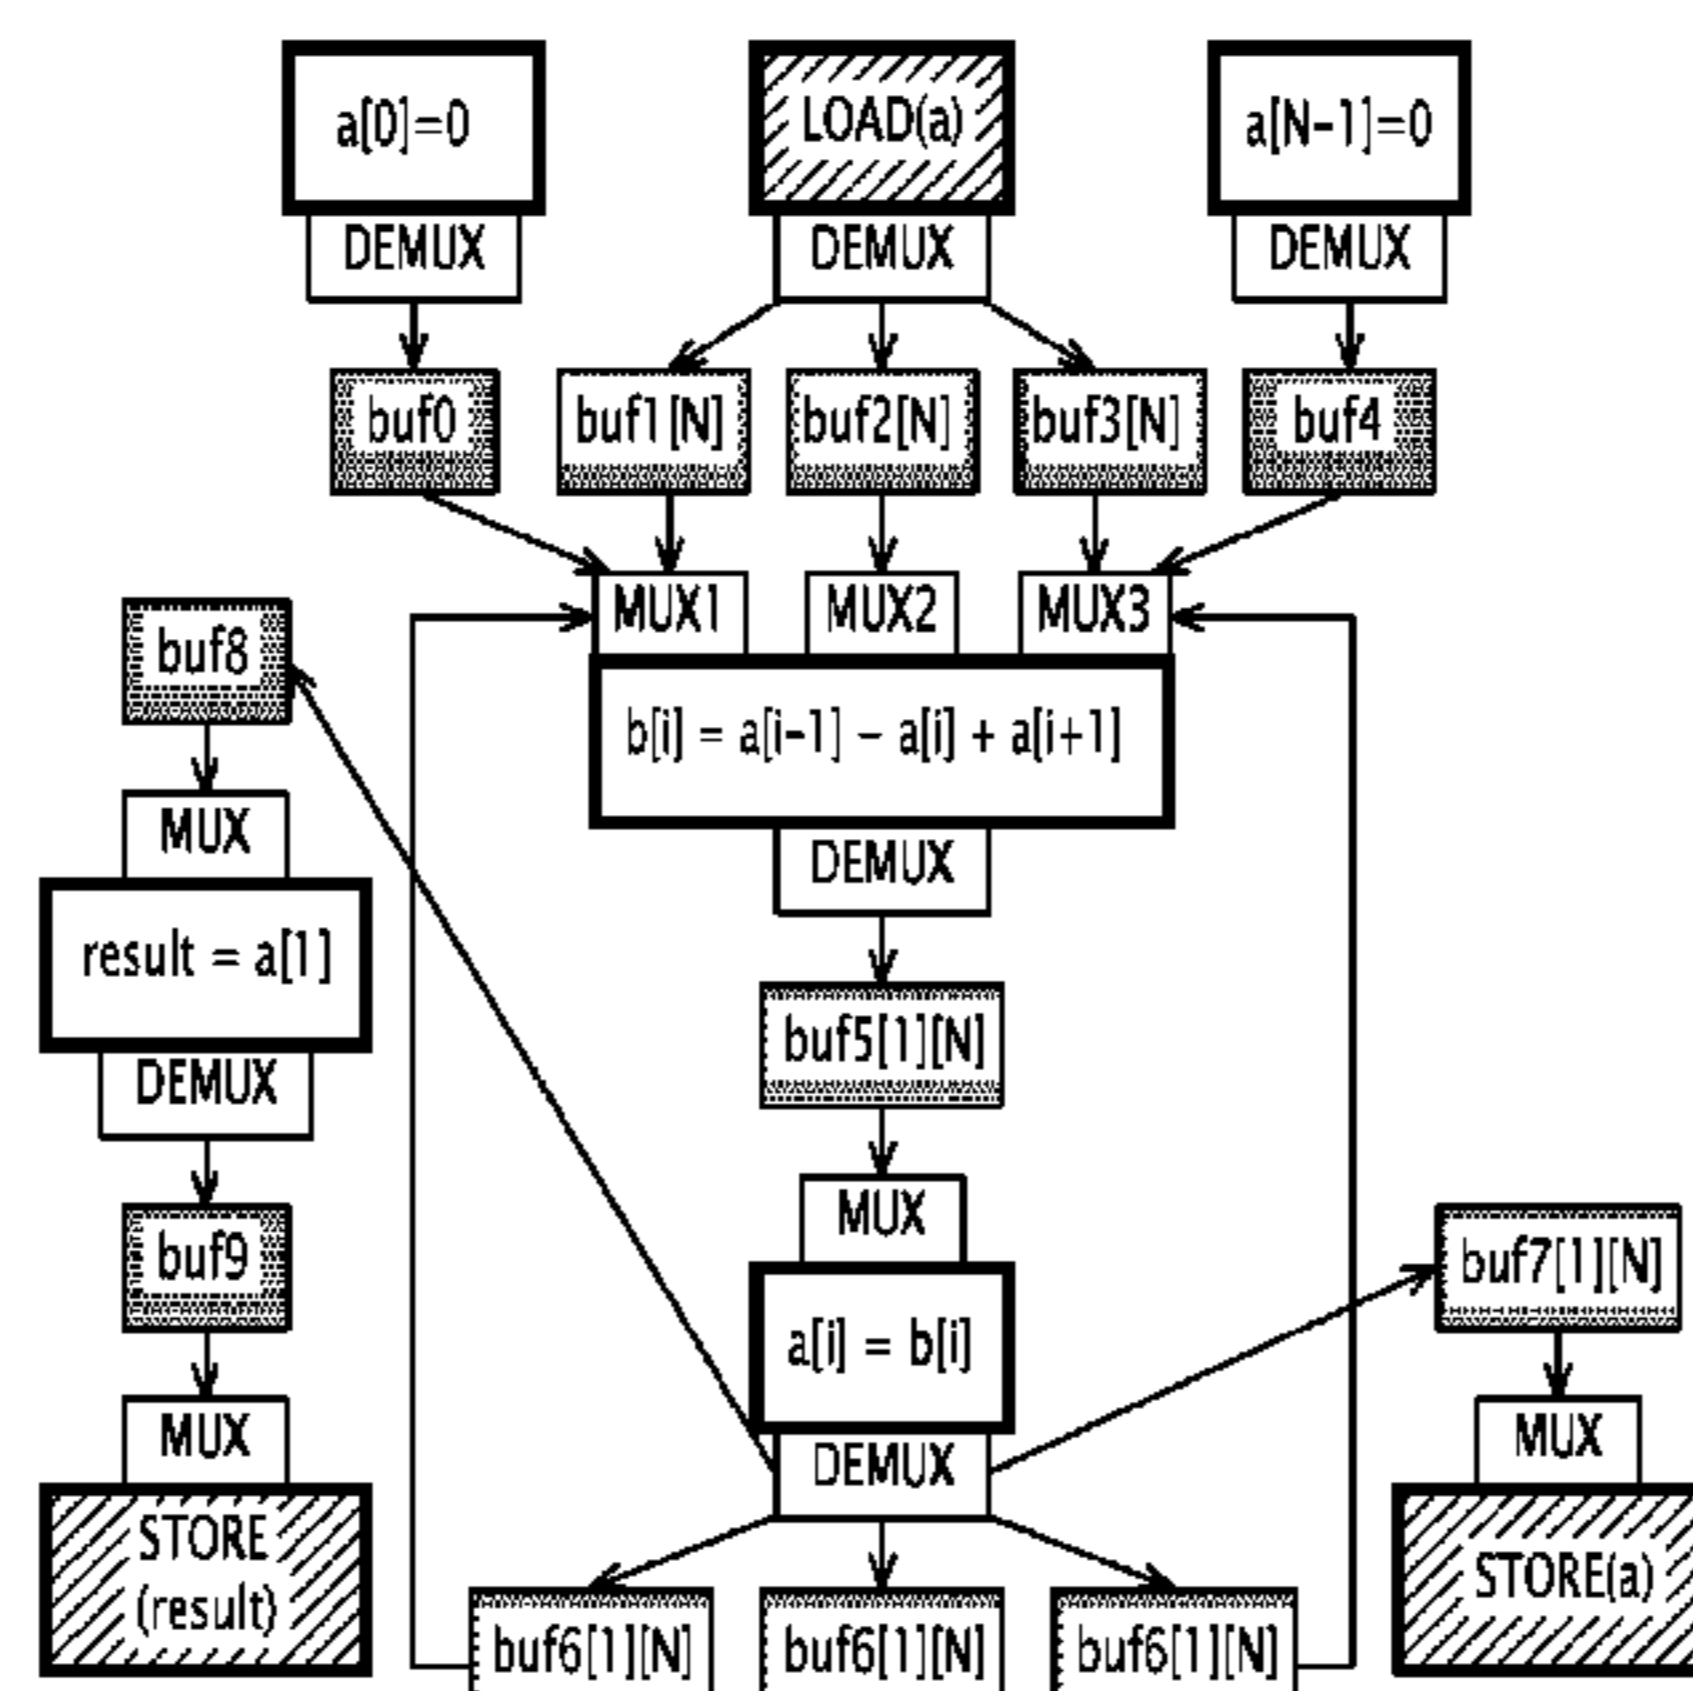 a[0]=0
LOAD(a)
a[N-1]=0
DEMUX
DEMUX
DEMUX
buf0
buf1[N]
buf2[N]
buf3[N]
buf4
MUX1
MUX2
MUX3
buf8
b[i] = a[i-1] - a[i] + a[i+1]
MUX
DEMUX
result = a[1]
buf5[1][N]
DEMUX
MUX
buf9
buf7[1][N]
a[i] = b[i]
MUX
DEMUX
MUX
STORE
(result)
STORE(a)
buf6[1][N]
buf6[1][N]
buf6[1][N]